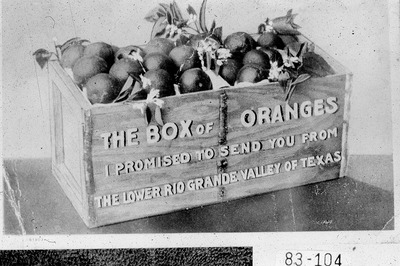 THE BOX OF ORANGES
I PROMISED TO SEND YOU FROM
THE LOWER RIO GRANDE VALLEY OF TEXAS
83-104